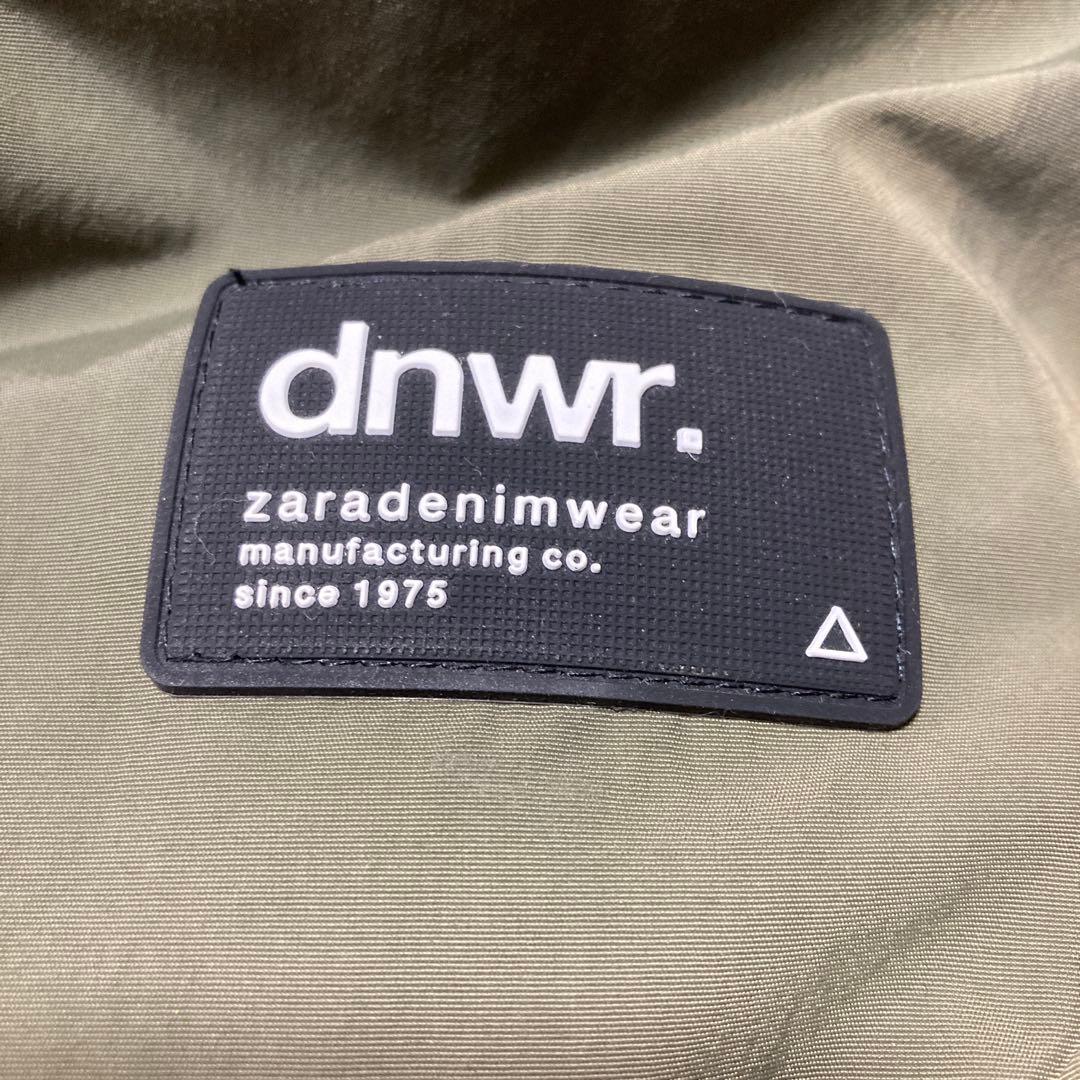 dnwr.
zaradenimwear
manufacturing co.
since 1975